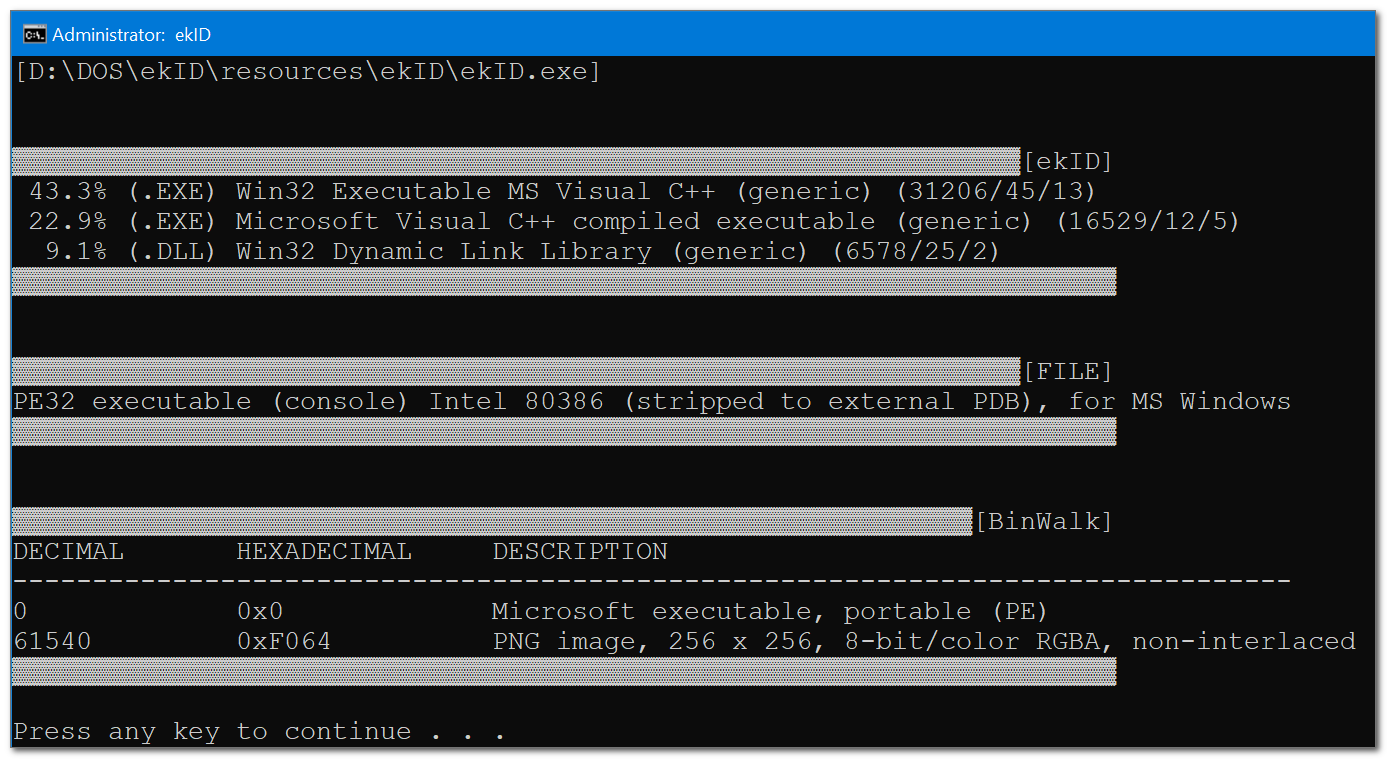 Administrator:  ekID
[D:\DOS\ekID\resources\ekID\ekID.exe]
[ekID]
43.3% (.EXE) Win32 Executable MS Visual C++ (generic) (31206/45/13)
22.9% (.EXE) Microsoft Visual C++ compiled executable (generic) (16529/12/5)
9.1% (.DLL) Win32 Dynamic Link Library (generic) (6578/25/2)
[FILE]
PE32 executable (console) Intel 80386 (stripped to external PDB), for MS Windows
[BinWalk]
DECIMAL       HEXADECIMAL     DESCRIPTION
--------------------------------------------------------------------------------
0             0x0             Microsoft executable, portable (PE)
61540         0xF064          PNG image, 256 x 256, 8-bit/color RGBA, non-interlaced
Press any key to continue . . .